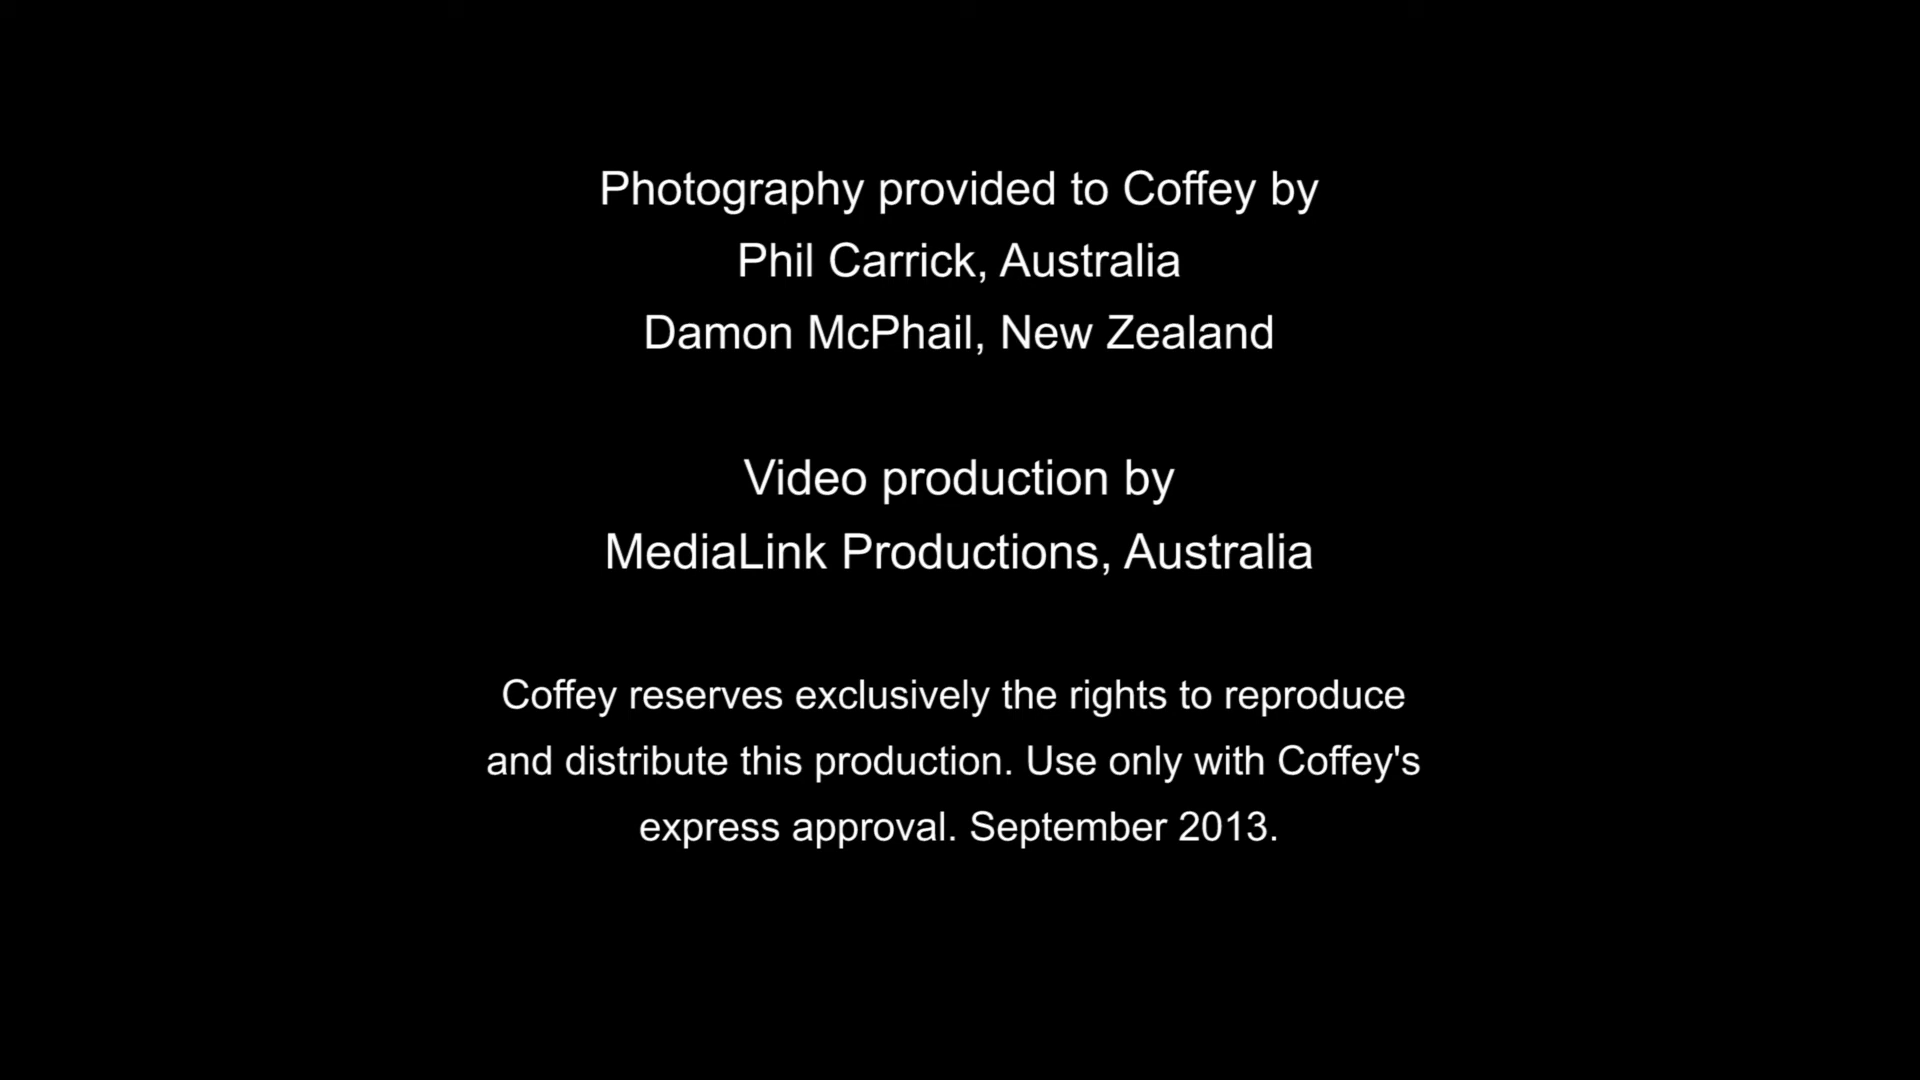 Photography provided to Coffey by
Phil Carrick, Australia
Damon McPhail, New Zealand
Video production by
MediaLink Productions, Australia
Coffey reserves exclusively the rights to reproduce
and distribute this production. Use only with Coffey's
express approval. September 2013.